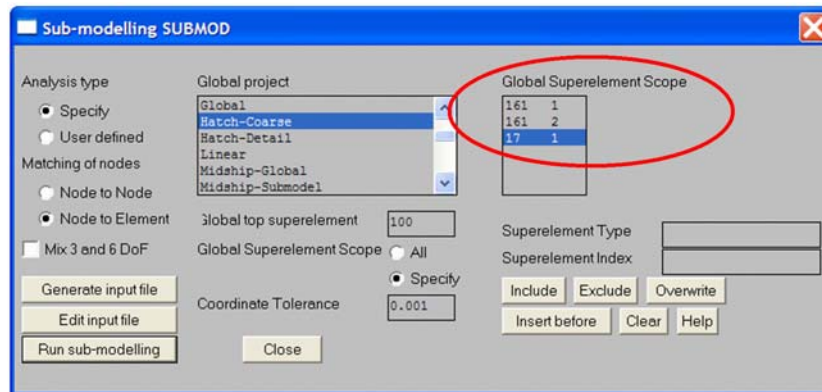 Sub-modelling SUBMOD
Analysis type
Specify
User defined
Matching of nodes
Node to Node
Node to Element
Mix 3 and 6 DoF
Generate input file
Edit input file
Run sub-modelling
Global project
Global
Hatch-Coarse
Hatch-Detail
Linear
Midship-Global
Midship-Submodel
Global top superelement 100
Global Superelement Scope All
Specify
Coordinate Tolerance 0.001
Close
Global Superelement Scope
161 1
161 2
17 1
Superelement Type
Superelement Index
Include Exclude Overwrite
Insert before Clear Help